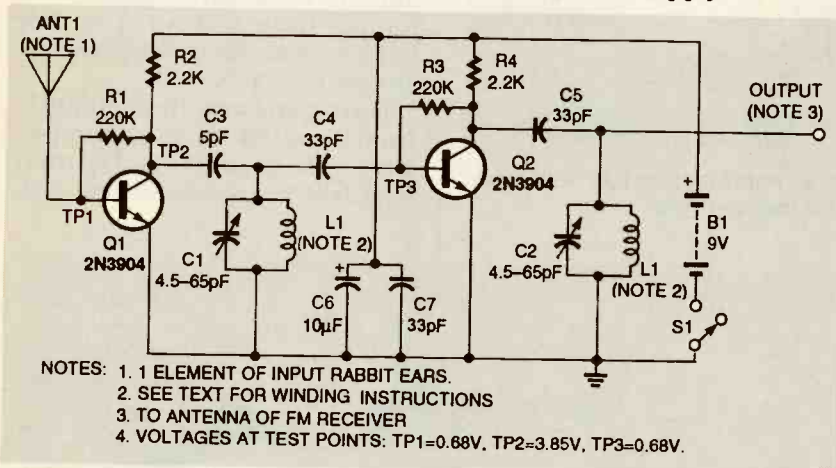 ANT1
(NOTE 1)
R2
2.2K
R1
220K
TP2
TP1
Q1
2N3904
C3
5pF
C4
33pF
C1
4.5–65pF
L1
(NOTE 2)
+
C6
10μF
C7
33pF
R3
220K
R4
2.2K
TP3
Q2
2N3904
C5
33pF
C2
4.5–65pF
L1
(NOTE 2)
OUTPUT
(NOTE 3)
+
B1
9V
S1
NOTES: 1. 1 ELEMENT OF INPUT RABBIT EARS.
2. SEE TEXT FOR WINDING INSTRUCTIONS
3. TO ANTENNA OF FM RECEIVER
4. VOLTAGES AT TEST POINTS: TP1=0.68V, TP2=3.85V, TP3=0.68V.